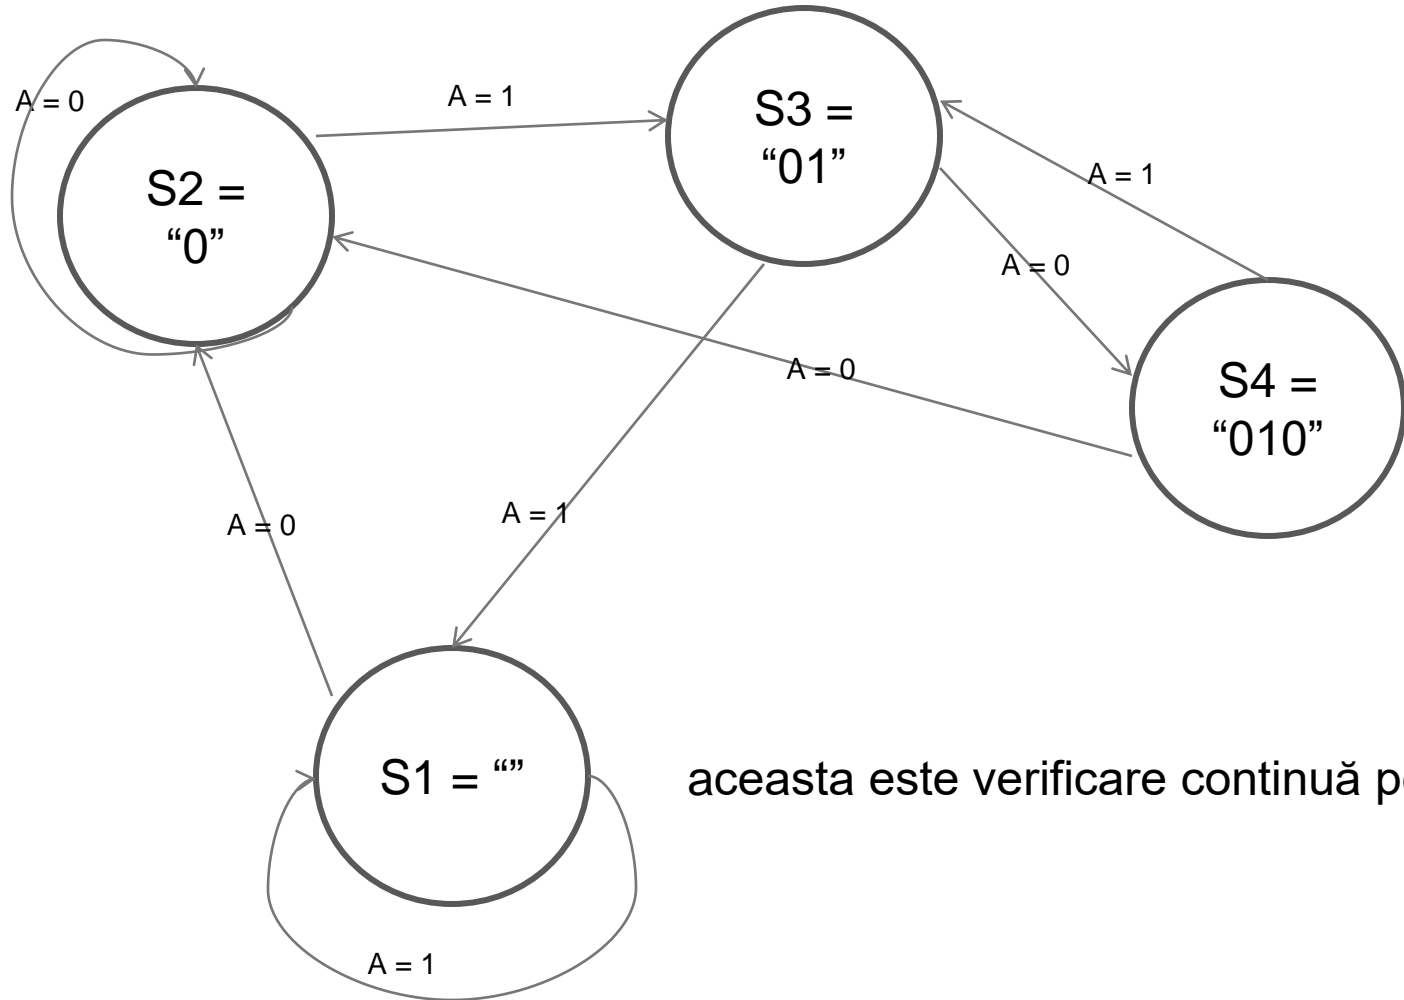 A = 0
S2 =
“0”
A = 1
S3 =
“01”
A = 1
A = 0
A = 0
S4 =
“010”
A = 0
A = 1
S1 = “”
aceasta este verificare continuă
A = 1